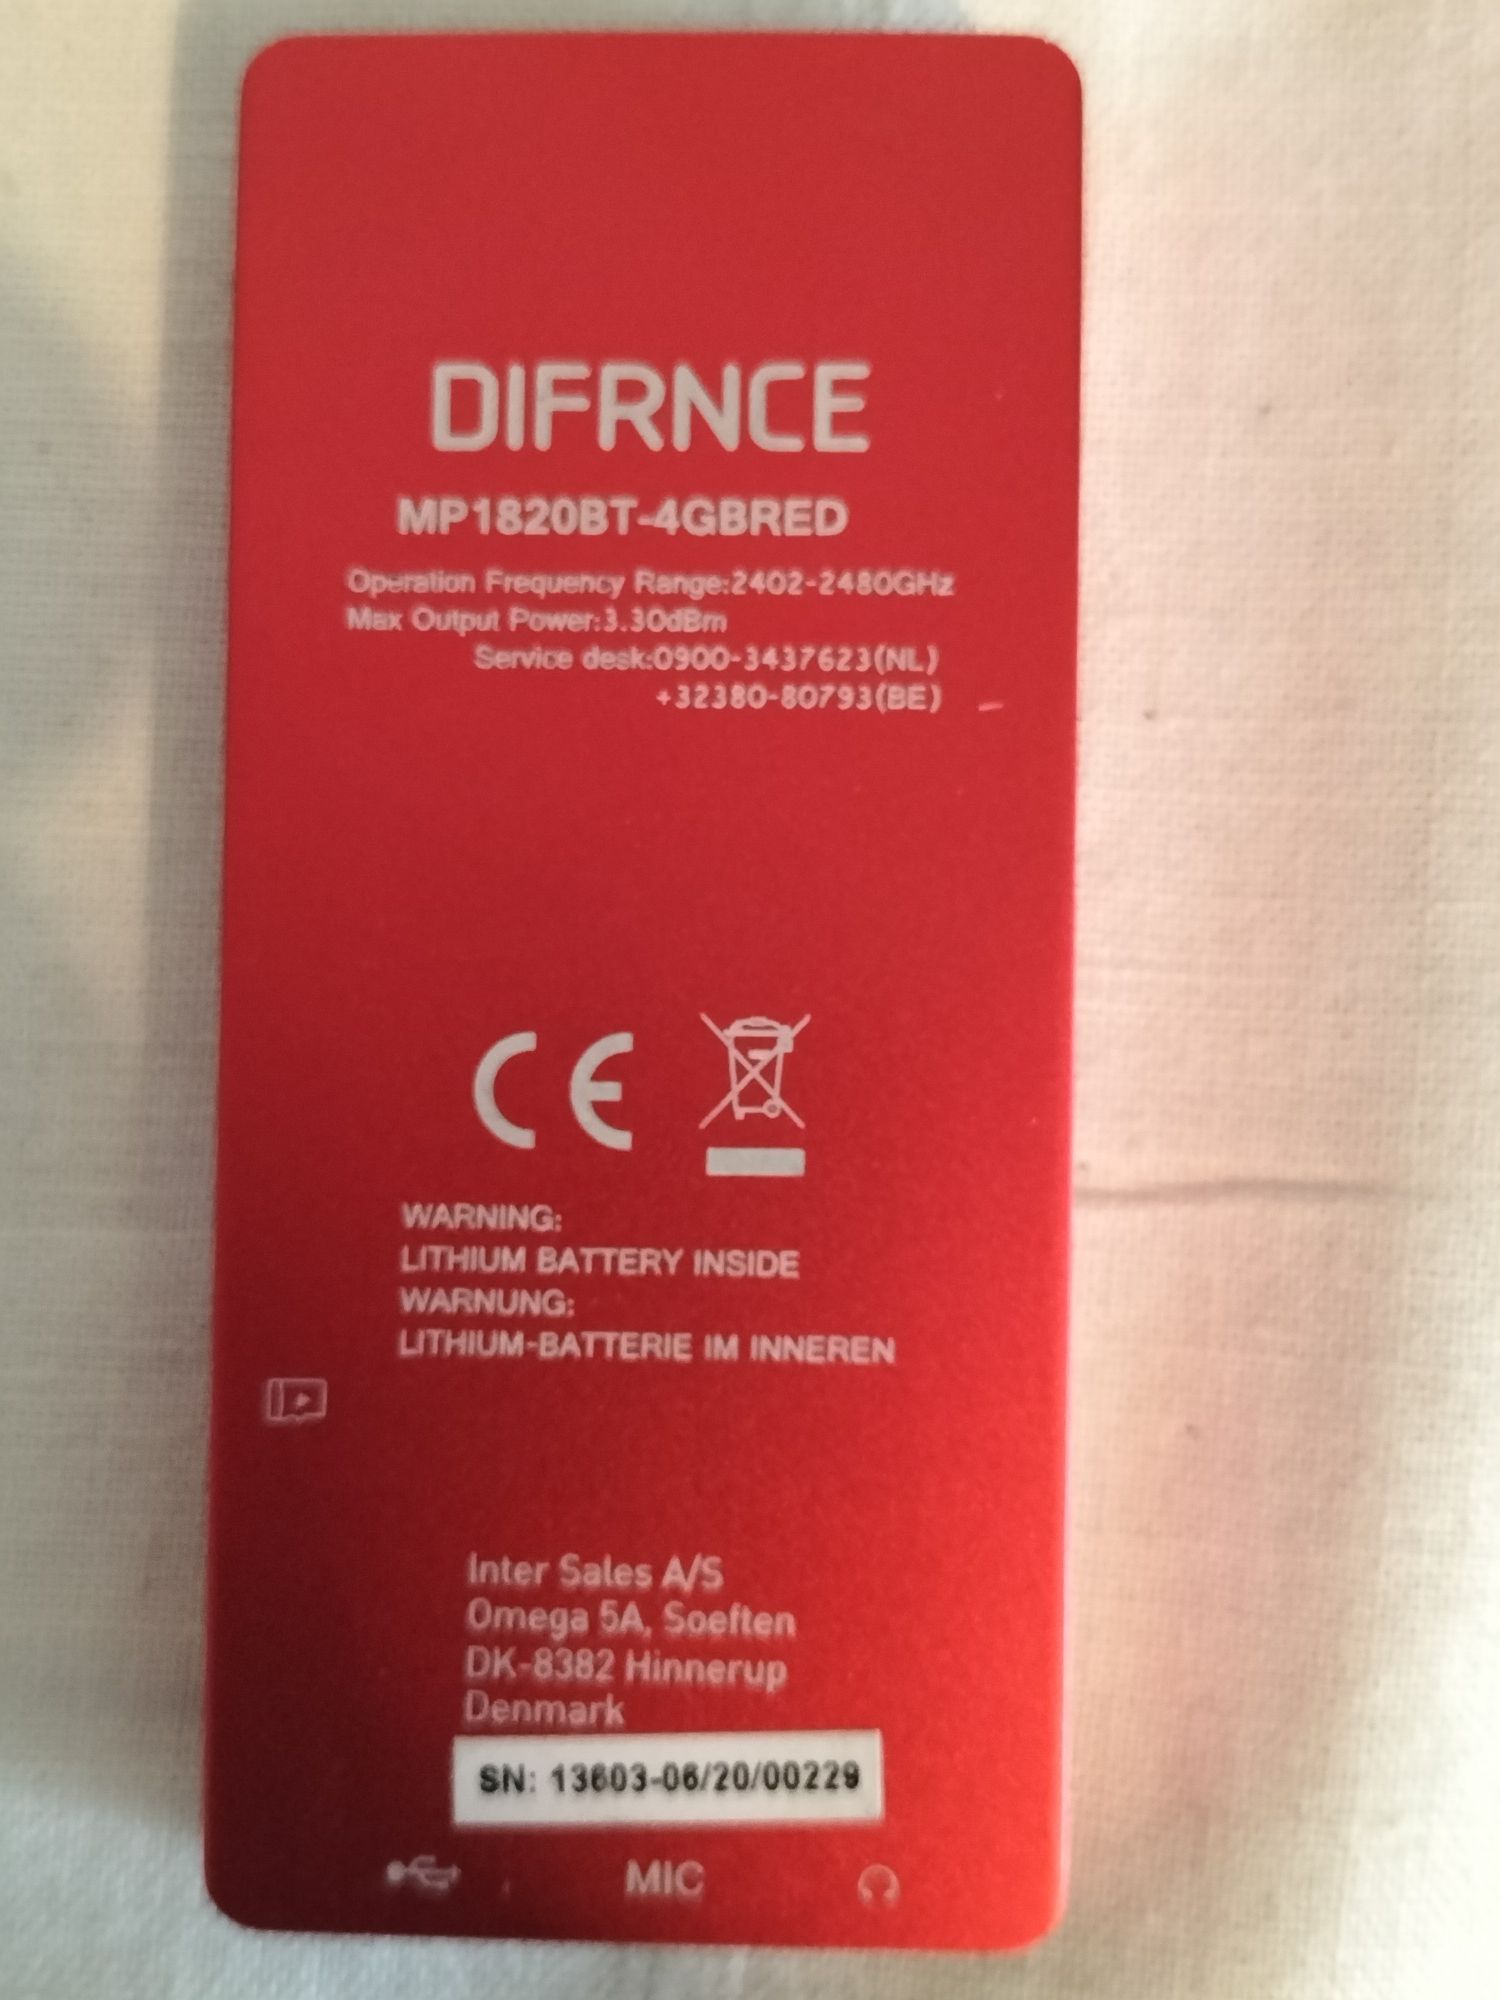 DIFRNCE
MP1820BT-4GBRED
Operation Frequency Range:2402-2480GHz
Max Output Power:3.30dBm
Service desk:0900-3437623(NL)
+32380-80793(BE)
CE
WARNING:
LITHIUM BATTERY INSIDE
WARNUNG:
LITHIUM-BATTERIE IM INNEREN
Inter Sales A/S
Omega 5A, Soeften
DK-8382 Hinnerup
Denmark
SN: 13603-06/20/00229
MIC